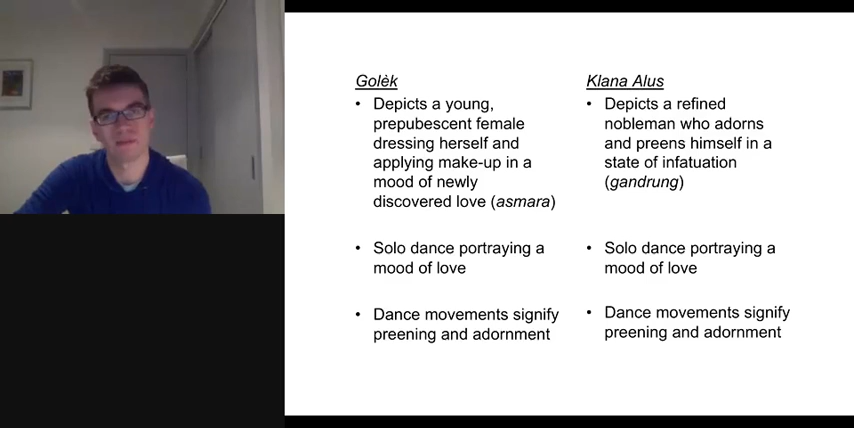 Golèk
• Depicts a young,
prepubescent female
dressing herself and
applying make-up in a
mood of newly
discovered love (asmara)
• Solo dance portraying a
mood of love
• Dance movements signify
preening and adornment
Klana Alus
• Depicts a refined
nobleman who adorns
and preens himself in a
state of infatuation
(gandrung)
• Solo dance portraying a
mood of love
• Dance movements signify
preening and adornment